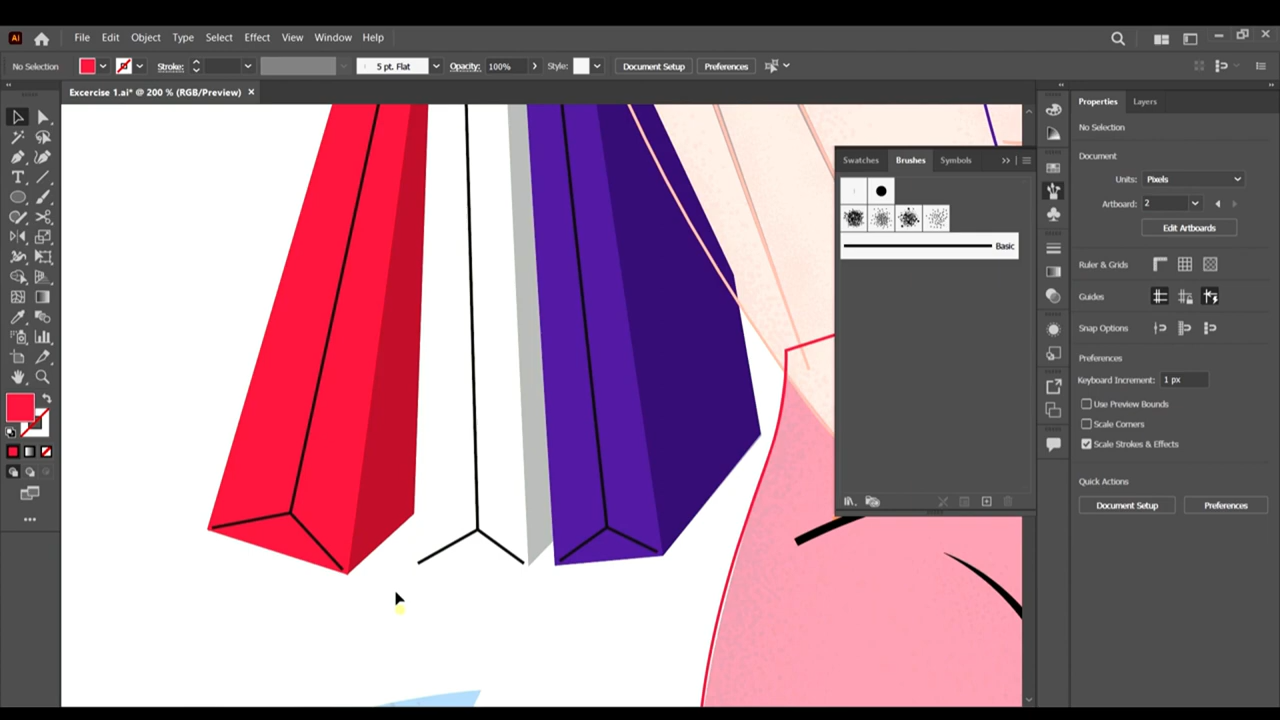 Ai File Edit Object Type Select Effect View Window Help
No Selection Stroke: 5 pt. Flat Opacity: 100% Style: Document Setup Preferences
Excercise 1.ai* @ 200 % (RGB/Preview)
Properties Layers
No Selection
Document
Units: Pixels
Artboard: 2
Edit Artboards
Ruler & Grids
Guides
Snap Options
Preferences
Keyboard Increment: 1 px
Use Preview Bounds
Scale Corners
Scale Strokes & Effects
Quick Actions
Document Setup Preferences
Swatches Brushes Symbols
Basic